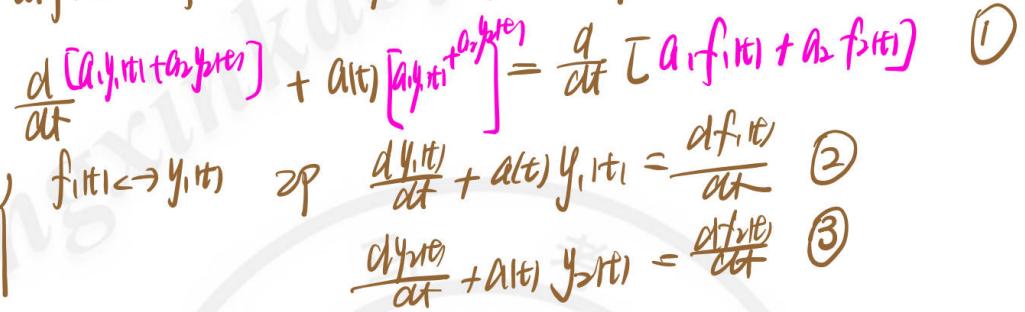 d/dt [a₁y₁(t)+a₂y₂(t)] + a(t)[a₁y₁(t)+a₂y₂(t)] = d/dt [a₁f₁(t) + a₂f₂(t)] ①
f₁(t)<->y₁(t) 即 dy₁(t)/dt + a(t)y₁(t) = df₁(t)/dt ②
dy₂(t)/dt + a(t)y₂(t) = df₂(t)/dt ③